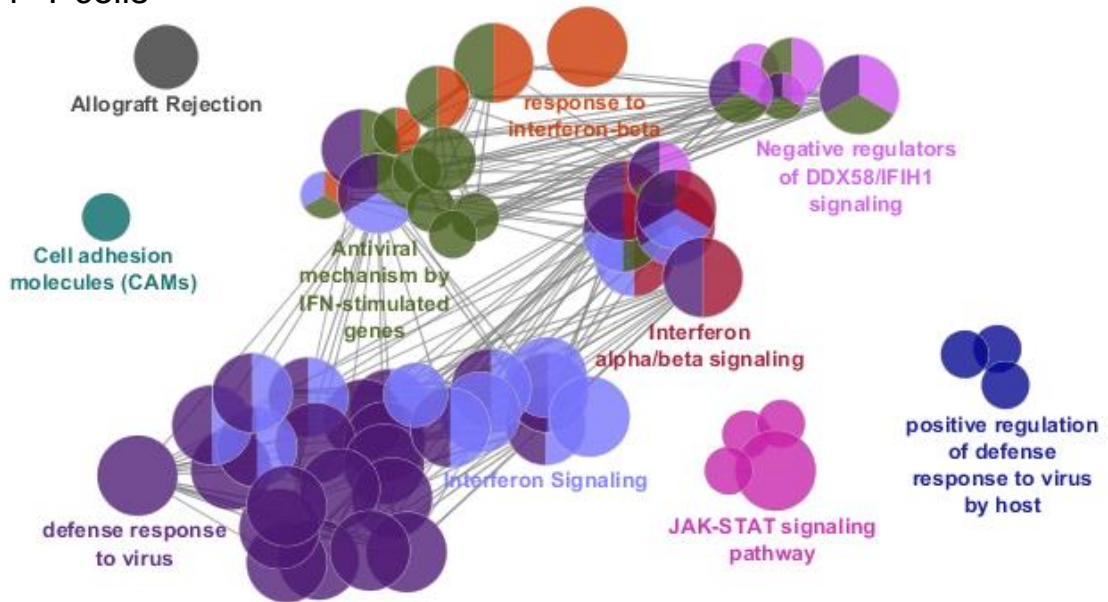 T cells
Allograft Rejection
response to
interferon-beta
Negative regulators
of DDX58/IFIH1
signaling
Cell adhesion
molecules (CAMs)
Antiviral
mechanism by
IFN-stimulated
genes
Interferon
alpha/beta signaling
positive regulation
of defense
response to virus
by host
Interferon Signaling
JAK-STAT signaling
pathway
defense response
to virus